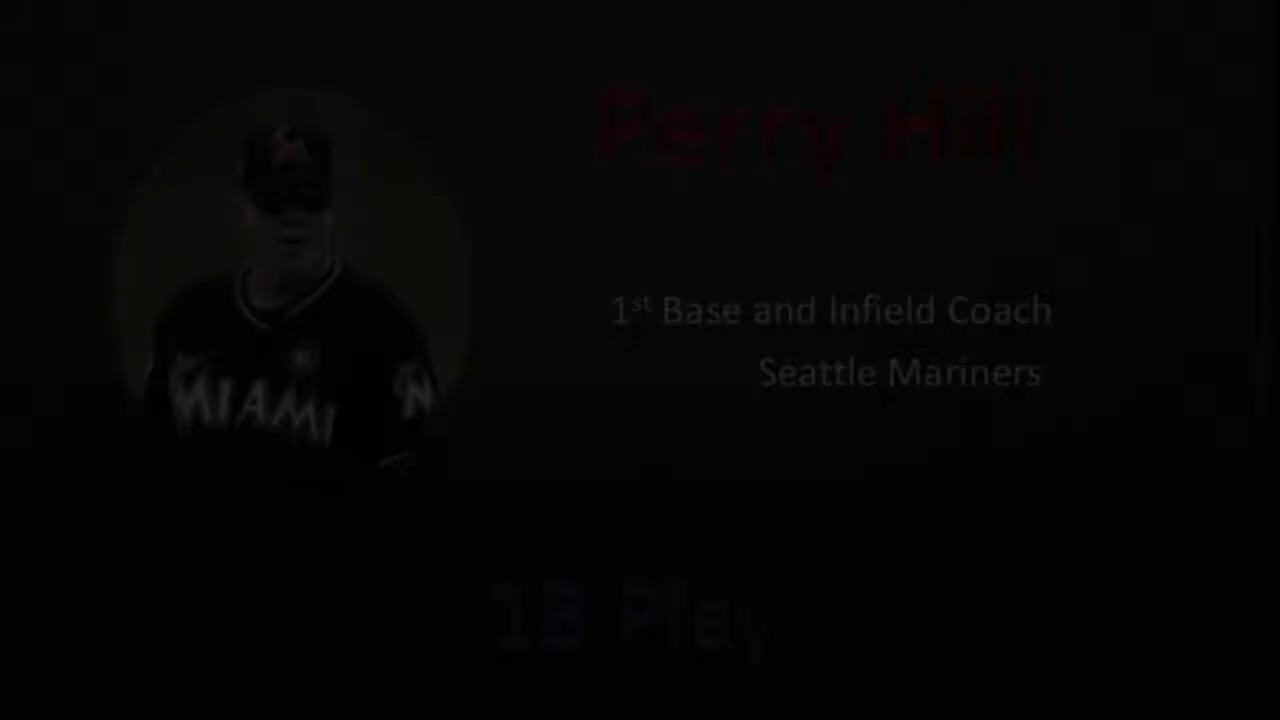 Perry Hill
1st Base and Infield Coach
Seattle Mariners
MIAMI
1B Play